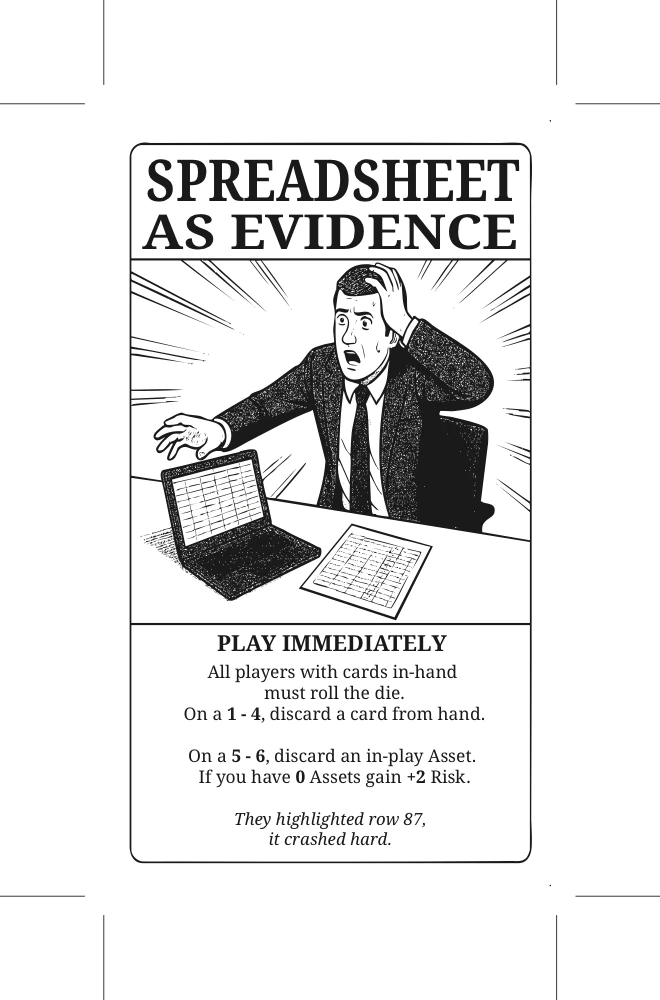 SPREADSHEET
AS EVIDENCE
PLAY IMMEDIATELY
All players with cards in-hand
must roll the die.
On a 1 - 4, discard a card from hand.
On a 5 - 6, discard an in-play Asset.
If you have 0 Assets gain +2 Risk.
They highlighted row 87,
it crashed hard.